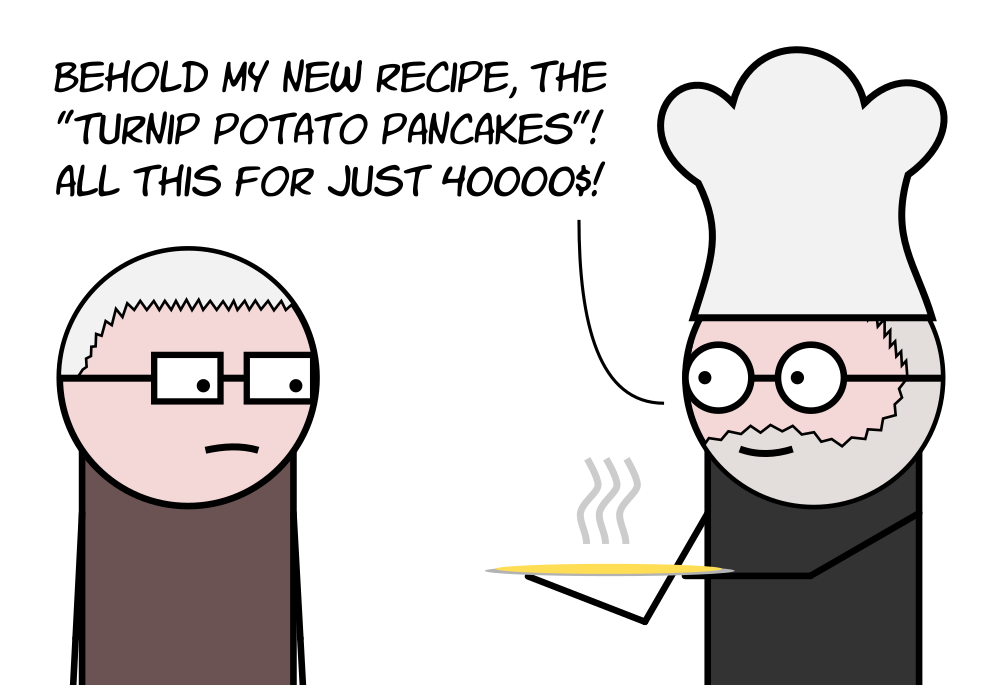 BEHOLD MY NEW RECIPE, THE
"TURNIP POTATO PANCAKES"!
ALL THIS FOR JUST 40000$!